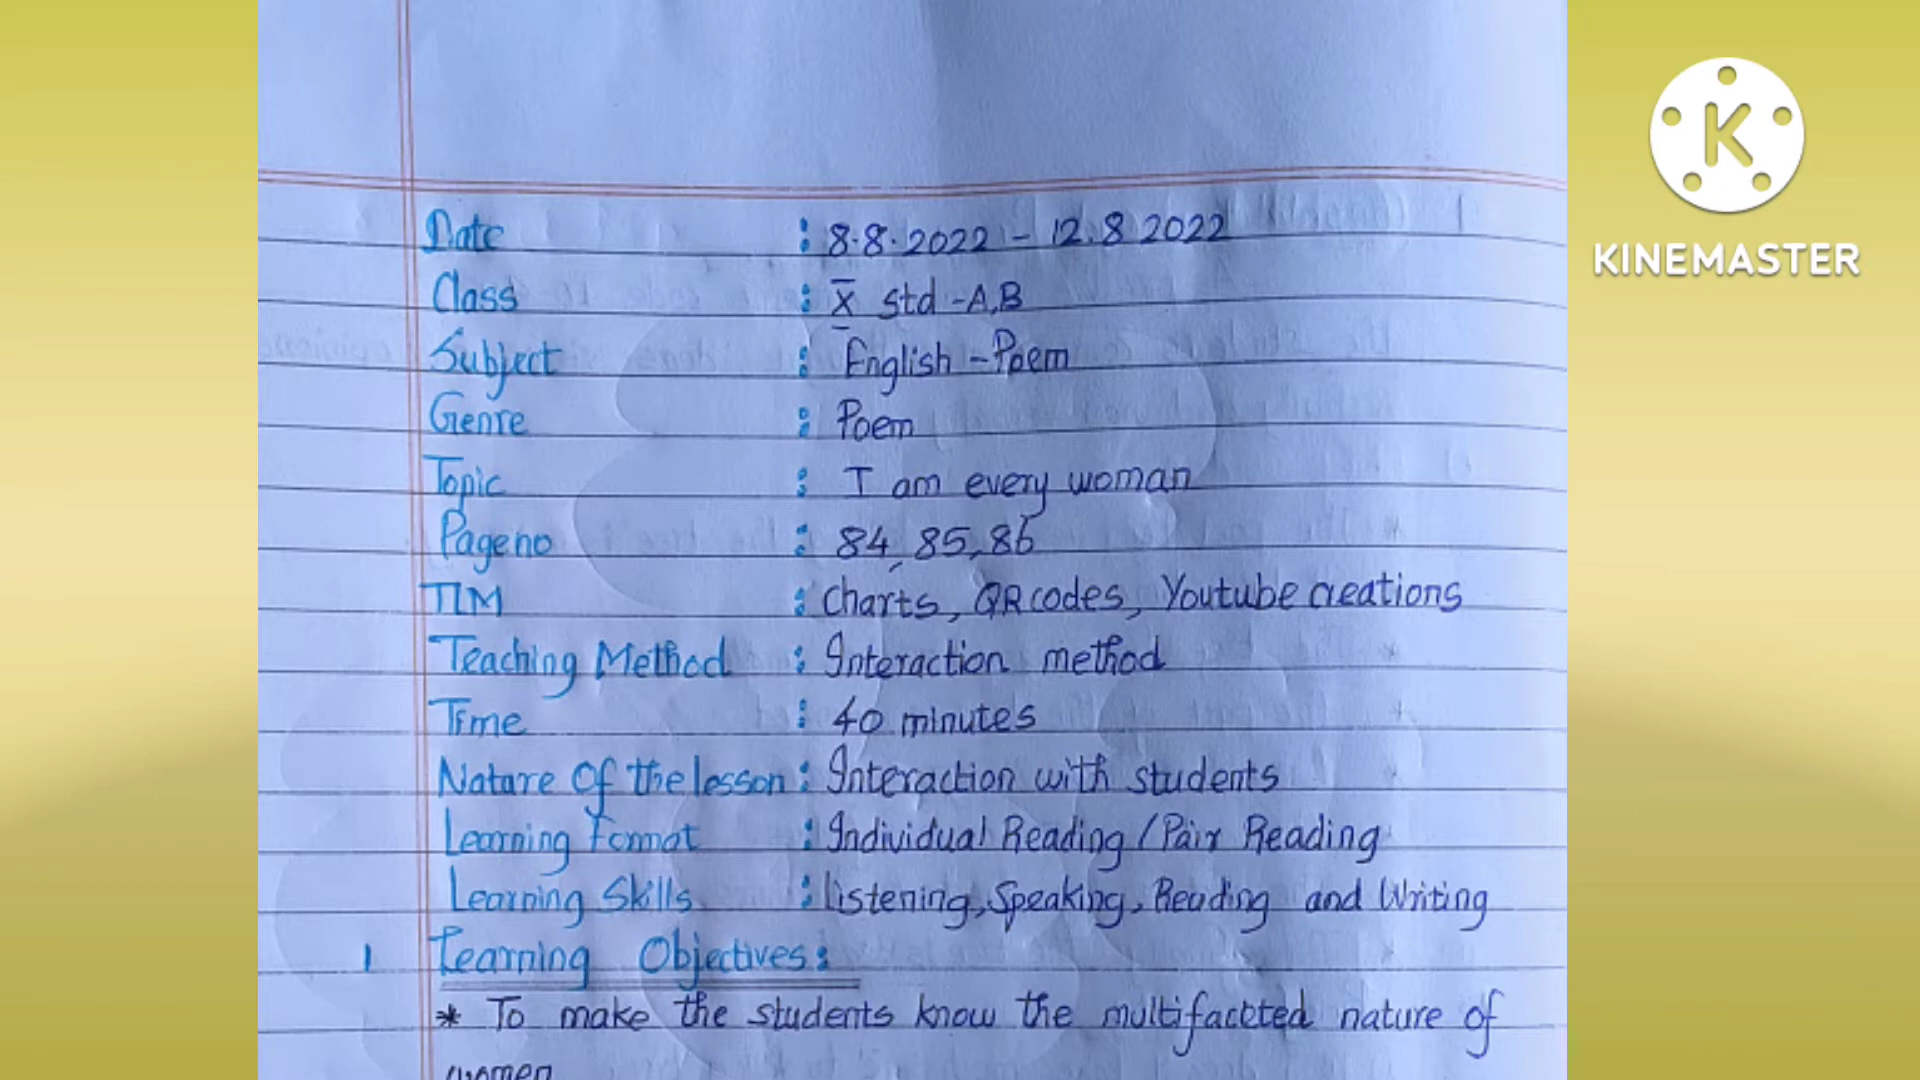 Date : 8.8.2022 - 12.8 2022
Class : X std -A,B
Subject : English - Poem
Genre : Poem
Topic : I am every woman
Page no : 84, 85, 86
TLM : Charts, QR codes, Youtube creations
Teaching Method : Interaction method
Time : 40 minutes
Nature Of the lesson : Interaction with students
Learning Format : Individual Reading / Pair Reading
Learning Skills : Listening, Speaking, Reading and Writing
1 Learning Objectives:
* To make the students know the multifaceted nature of
women
K
KINEMASTER